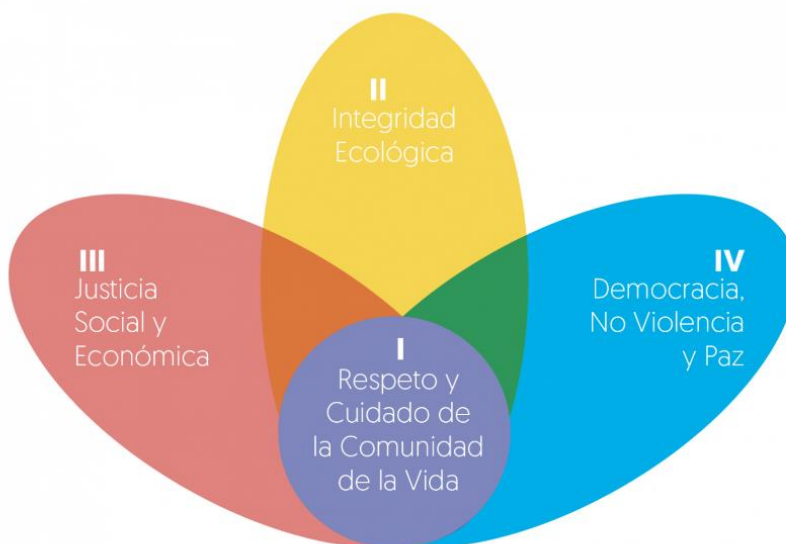 II
Integridad
Ecológica
III
Justicia
Social y
Económica
IV
Democracia,
No Violencia
y Paz
I
Respeto y
Cuidado de
la Comunidad
de la Vida